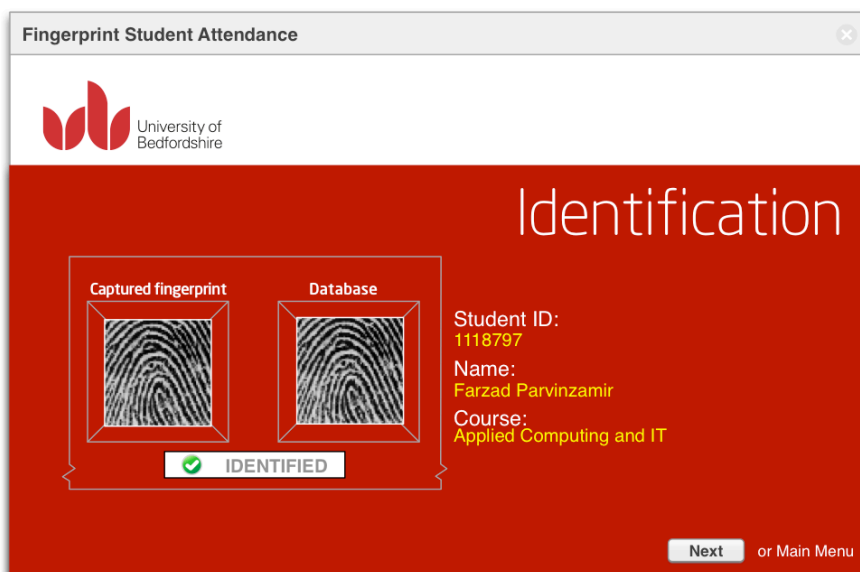 Fingerprint Student Attendance
University of
Bedfordshire
Identification
Captured fingerprint
Database
IDENTIFIED
Student ID:
1118797
Name:
Farzad Parvinzamir
Course:
Applied Computing and IT
Next or Main Menu